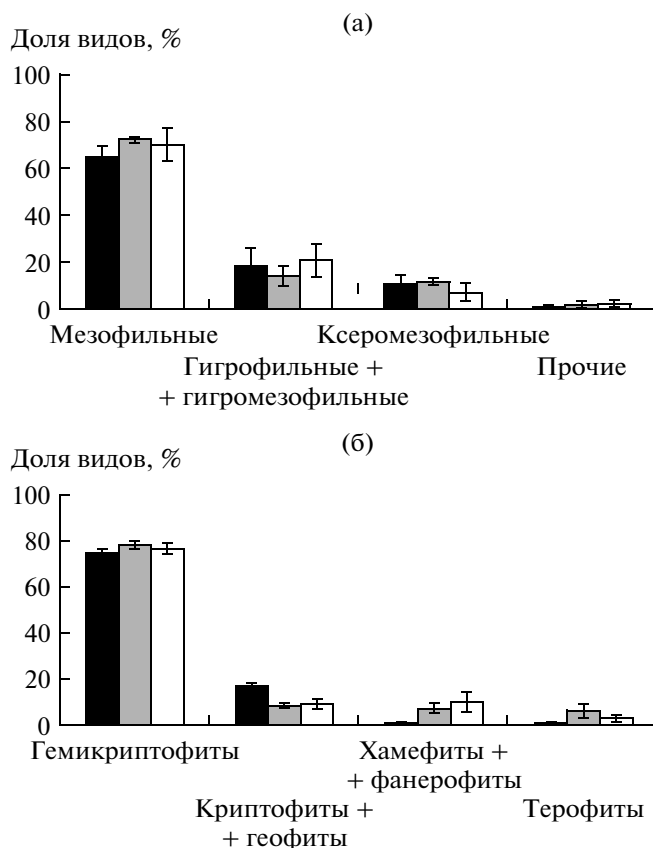 (а)
Доля видов, %
100
80
60
40
20
0
Мезофильные
Ксеромезофильные
Гигрофильные +
+ гигромезофильные
Прочие
(б)
Доля видов, %
100
80
60
40
20
0
Гемикриптофиты
Хамефиты +
+ фанерофиты
Криптофиты +
+ геофиты
Терофиты